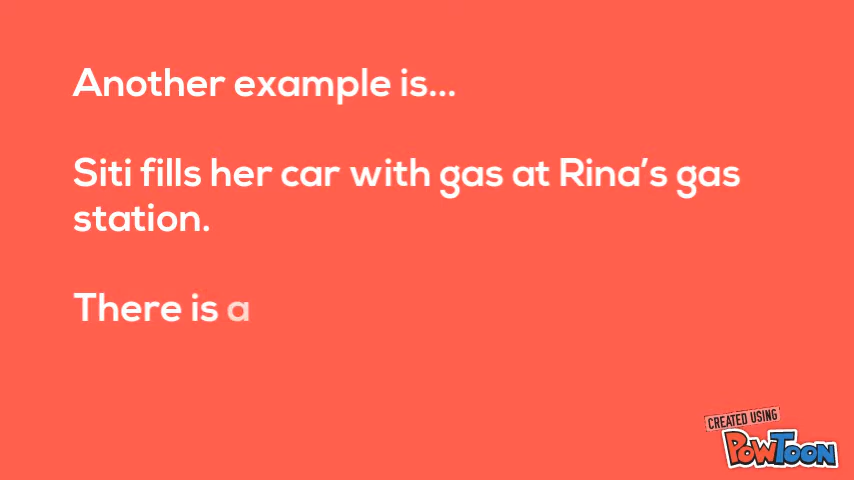 Another example is...
Siti fills her car with gas at Rina's gas
station.
There is a
CREATED USING
POWTOON